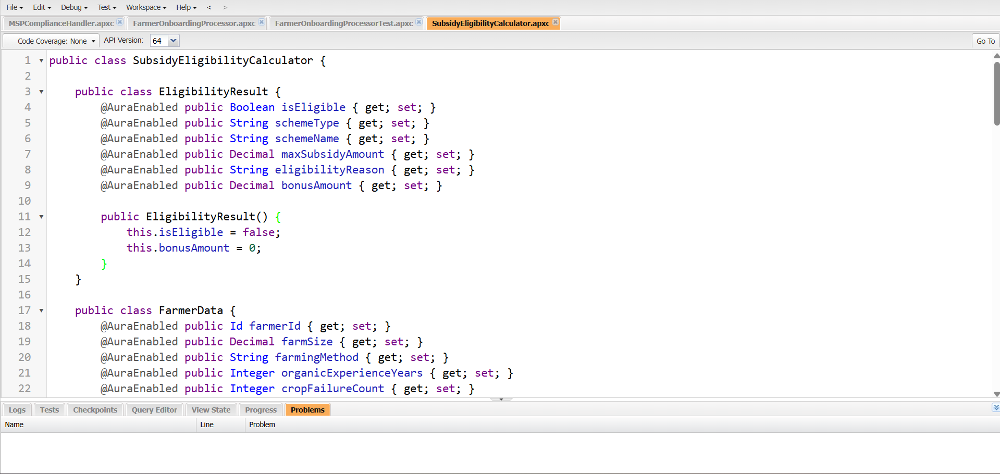 File Edit Debug Test Workspace Help < >
MSPComplianceHandler.apxc FarmerOnboardingProcessor.apxc FarmerOnboardingProcessorTest.apxc SubsidyEligibilityCalculator.apxc
Code Coverage: None API Version: 64 Go To
1 public class SubsidyEligibilityCalculator {
2
3 public class EligibilityResult {
4 @AuraEnabled public Boolean isEligible { get; set; }
5 @AuraEnabled public String schemeType { get; set; }
6 @AuraEnabled public String schemeName { get; set; }
7 @AuraEnabled public Decimal maxSubsidyAmount { get; set; }
8 @AuraEnabled public String eligibilityReason { get; set; }
9 @AuraEnabled public Decimal bonusAmount { get; set; }
10
11 public EligibilityResult() {
12 this.isEligible = false;
13 this.bonusAmount = 0;
14 }
15 }
16
17 public class FarmerData {
18 @AuraEnabled public Id farmerId { get; set; }
19 @AuraEnabled public Decimal farmSize { get; set; }
20 @AuraEnabled public String farmingMethod { get; set; }
21 @AuraEnabled public Integer organicExperienceYears { get; set; }
22 @AuraEnabled public Integer cropFailureCount { get; set; }
Logs Tests Checkpoints Query Editor View State Progress Problems
Name Line Problem